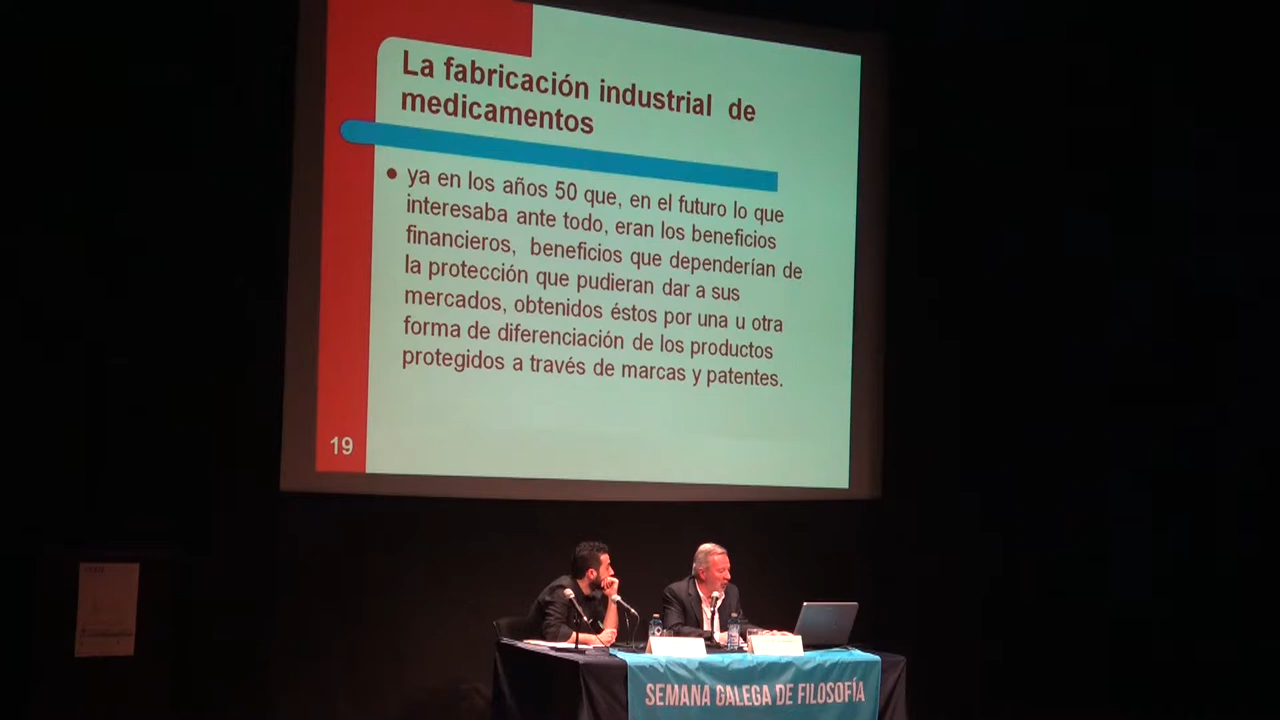 La fabricación industrial de
medicamentos
● ya en los años 50 que, en el futuro lo que
interesaba ante todo, eran los beneficios
financieros, beneficios que dependerían de
la protección que pudieran dar a sus
mercados, obtenidos éstos por una u otra
forma de diferenciación de los productos
protegidos a través de marcas y patentes.
19
SEMANA GALEGA DE FILOSOFÍA